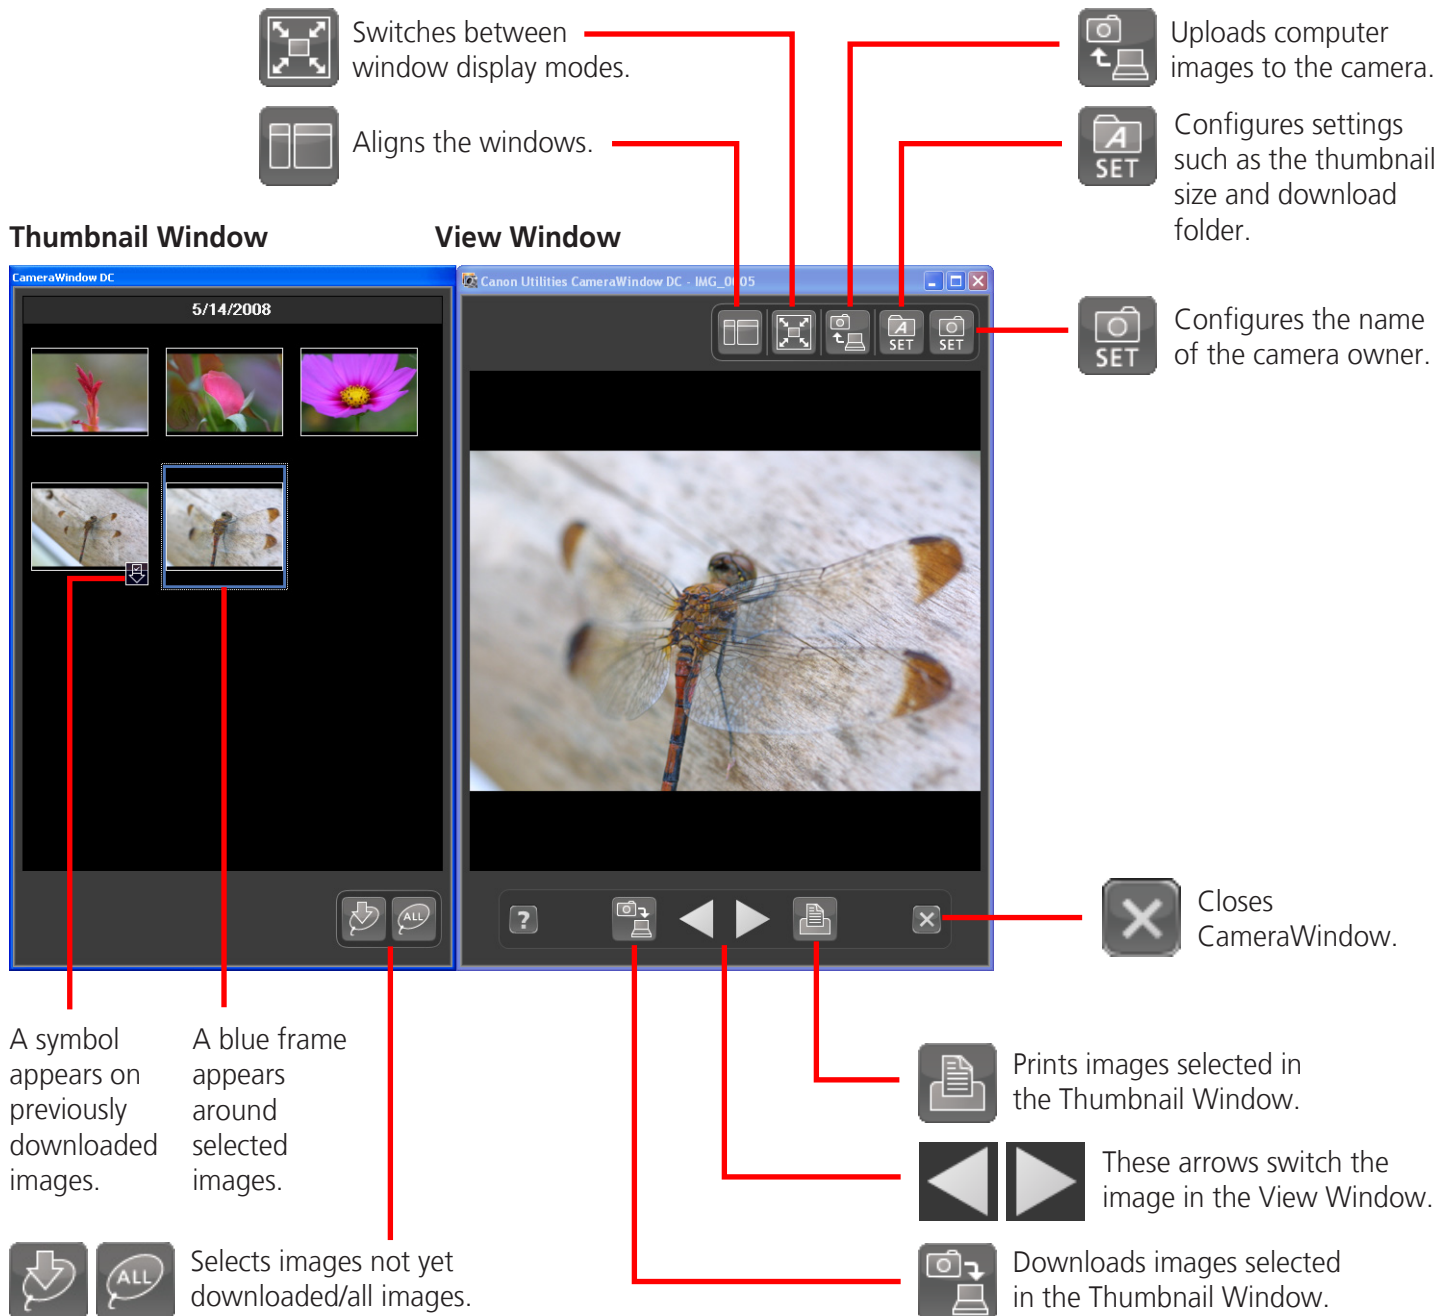 Switches between
window display modes.
Uploads computer
images to the camera.
Aligns the windows.
Configures settings
such as the thumbnail
size and download
folder.
SET
Thumbnail Window
View Window
CameraWindow DC
Canon Utilities CameraWindow DC - IMG_0005
5/14/2008
A
SET
SET
SET
Configures the name
of the camera owner.
?
ALL
Closes
CameraWindow.
A symbol
appears on
previously
downloaded
images.
A blue frame
appears
around
selected
images.
Prints images selected in
the Thumbnail Window.
These arrows switch the
image in the View Window.
ALL
Selects images not yet
downloaded/all images.
Downloads images selected
in the Thumbnail Window.